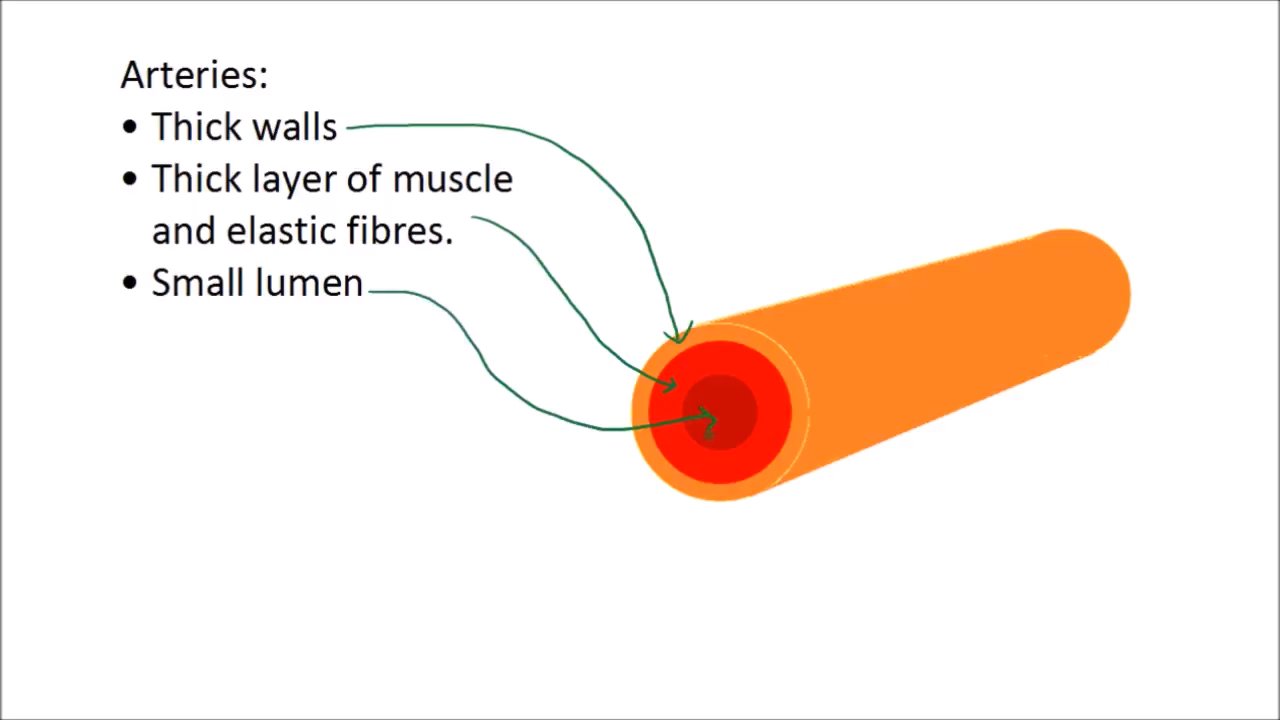 Arteries:
• Thick walls
• Thick layer of muscle
and elastic fibres.
• Small lumen